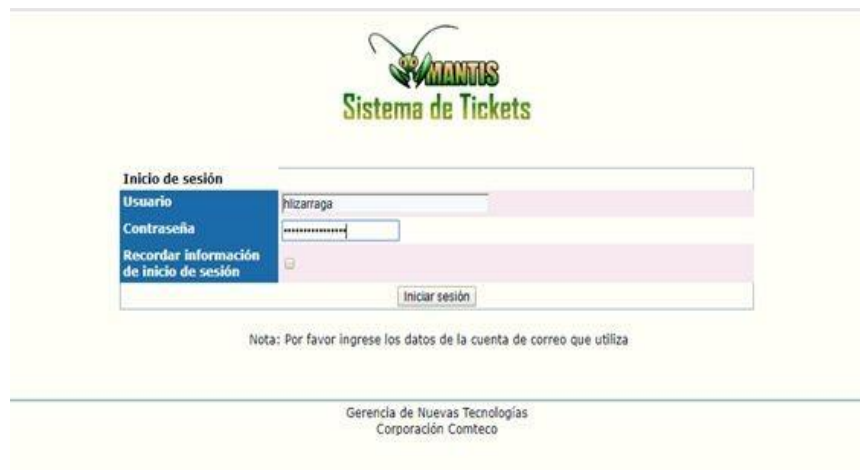 MANTIS
Sistema de Tickets
Inicio de sesión
Usuario
hlizarraga
Contraseña
Recordar información
de inicio de sesión
Iniciar sesión
Nota: Por favor ingrese los datos de la cuenta de correo que utiliza
Gerencia de Nuevas Tecnologías
Corporación Comteco